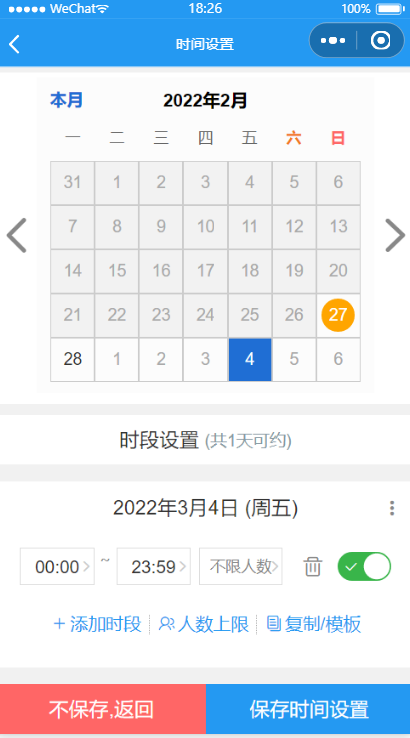 WeChat 18:26 100%
时间设置
本月 2022年2月
一 二 三 四 五 六 日
31 1 2 3 4 5 6
7 8 9 10 11 12 13
14 15 16 17 18 19 20
21 22 23 24 25 26 27
28 1 2 3 4 5 6
时段设置 (共1天可约)
2022年3月4日 (周五)
00:00 ~ 23:59 不限人数
添加时段 人数上限 复制/模板
不保存,返回 保存时间设置